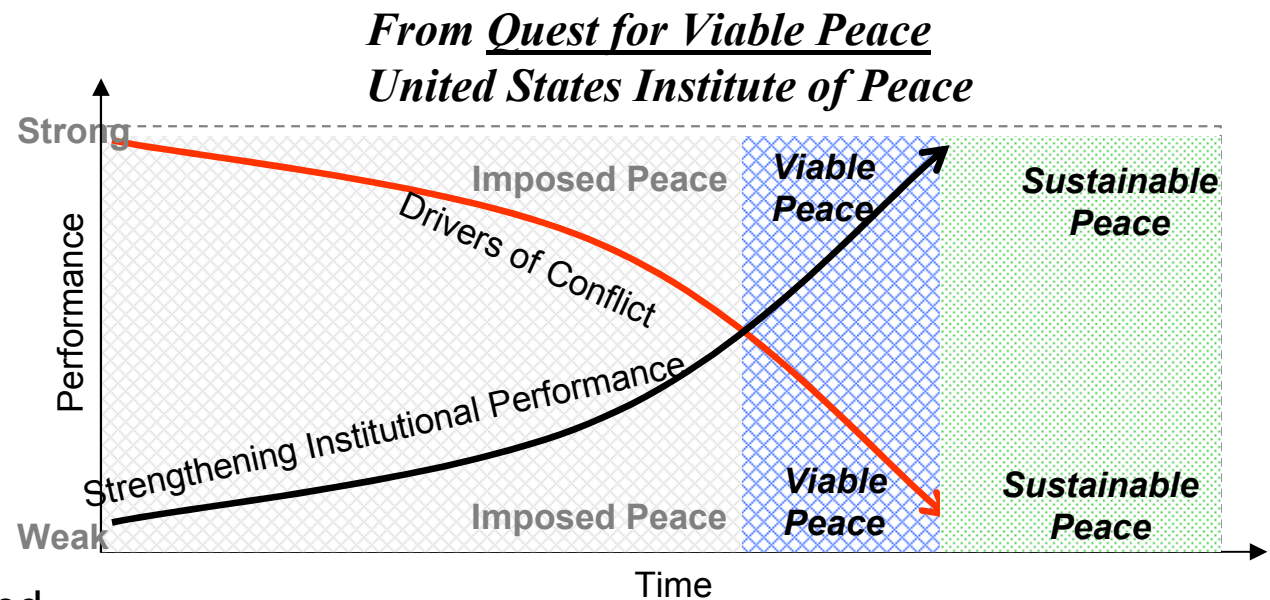 From Quest for Viable Peace
United States Institute of Peace
Strong
Imposed Peace
Viable
Peace
Sustainable
Peace
Drivers of Conflict
Performance
Strengthening Institutional Performance
Weak
Imposed Peace
Viable
Peace
Sustainable
Peace
Time